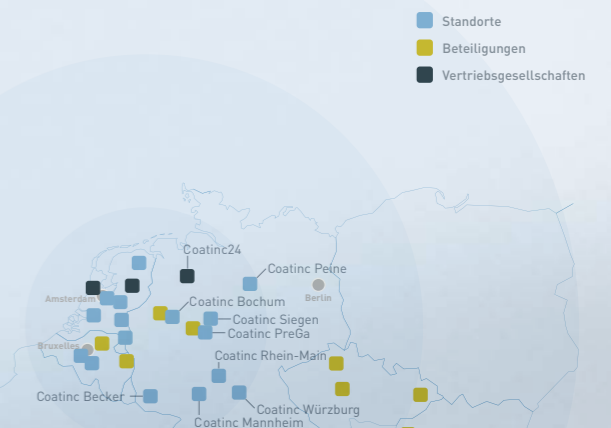 Standorte
Beteiligungen
Vertriebsgesellschaften
Coatinc24
Coatinc Peine
Amsterdam
Berlin
Coatinc Bochum
Coatinc Siegen
Coatinc PreGa
Bruxelles
Coatinc Rhein-Main
Coatinc Becker
Coatinc Würzburg
Coatinc Mannheim